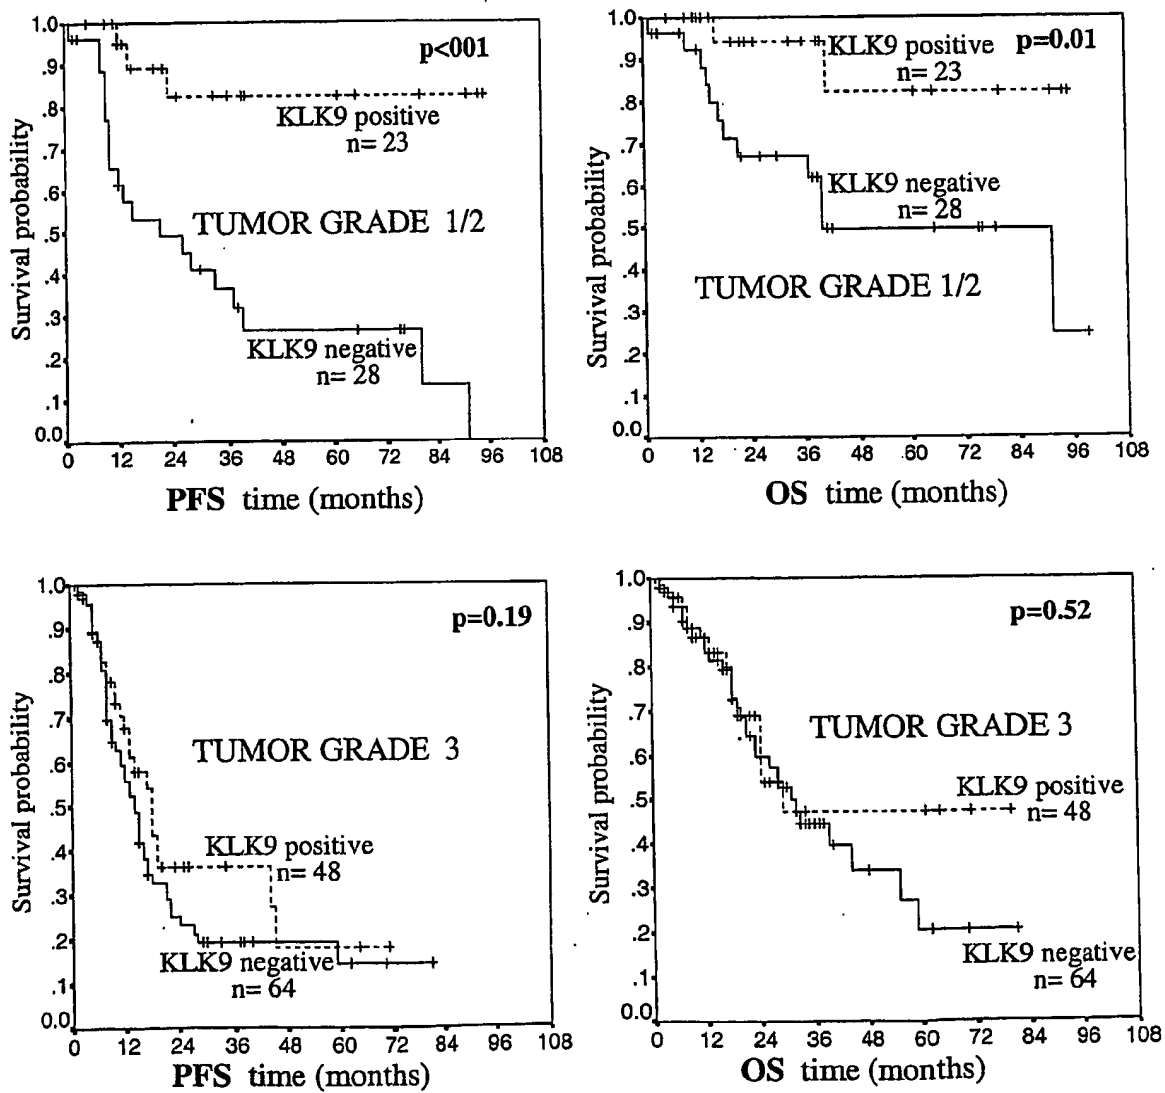 p<001
KLK9 positive
n= 23
TUMOR GRADE 1/2
KLK9 negative
n= 28
Survival probability
1.0
.9
.8
.7
.6
.5
.4
.3
.2
.1
0.0
0 12 24 36 48 60 72 84 96 108
PFS time (months)
KLK9 positive
n= 23
p=0.01
KLK9 negative
n= 28
TUMOR GRADE 1/2
Survival probability
1.0
.9
.8
.7
.6
.5
.4
.3
.2
.1
0.0
0 12 24 36 48 60 72 84 96 108
OS time (months)
p=0.19
TUMOR GRADE 3
KLK9 positive
n= 48
KLK9 negative
n= 64
Survival probability
1.0
.9
.8
.7
.6
.5
.4
.3
.2
.1
0.0
0 12 24 36 48 60 72 84 96 108
PFS time (months)
p=0.52
TUMOR GRADE 3
KLK9 positive
n= 48
KLK9 negative
n= 64
Survival probability
1.0
.9
.8
.7
.6
.5
.4
.3
.2
.1
0.0
0 12 24 36 48 60 72 84 96 108
OS time (months)